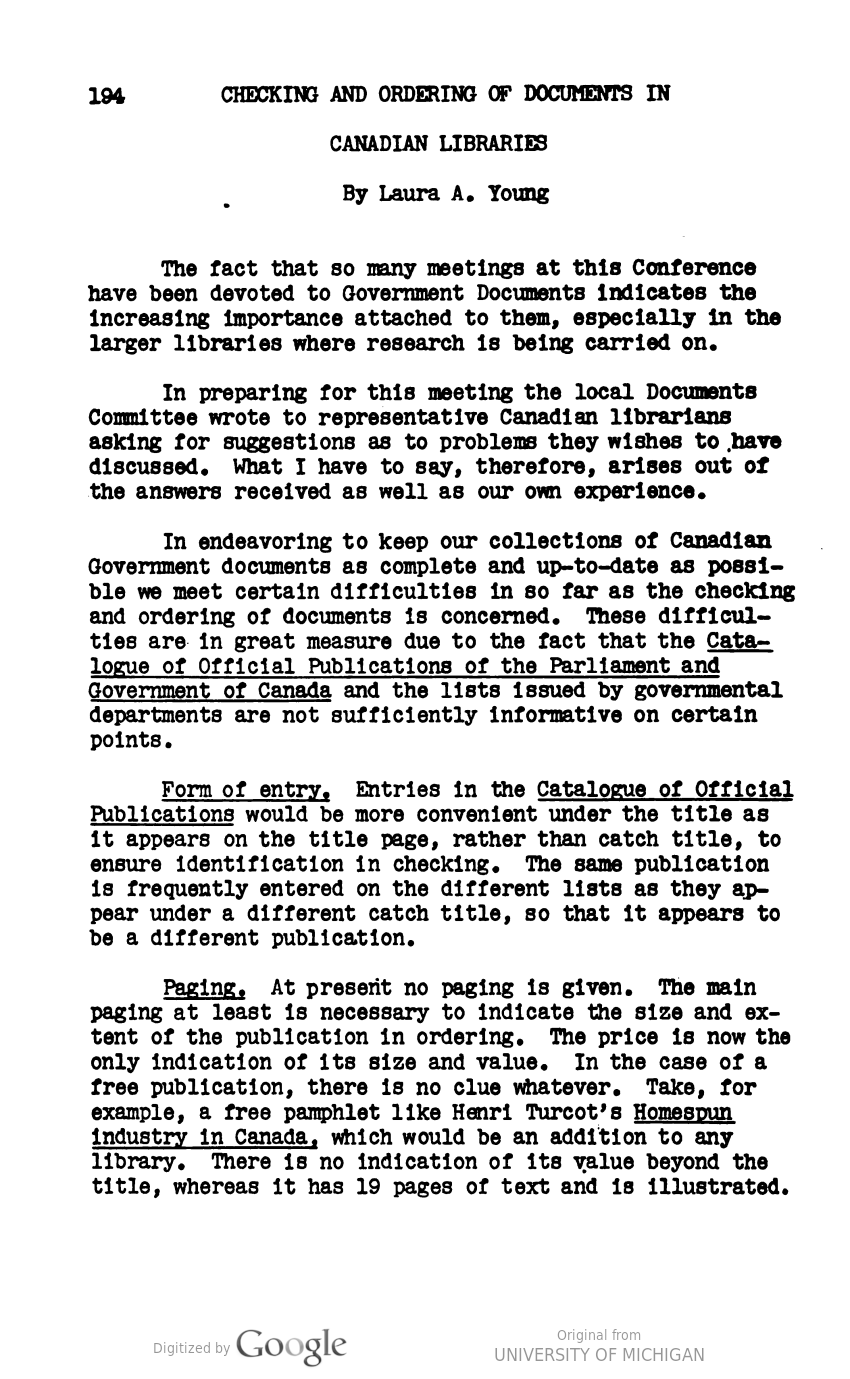 194 CHECKING AND ORDERING OF DOCUMENTS IN
CANADIAN LIBRARIES
By Laura A. Young
The fact that so many meetings at this Conference
have been devoted to Government Documents indicates the
increasing importance attached to them, especially in the
larger libraries where research is being carried on.
In preparing for this meeting the local Documents
Committee wrote to representative Canadian librarians
asking for suggestions as to problems they wishes to have
discussed. What I have to say, therefore, arises out of
the answers received as well as our own experience.
In endeavoring to keep our collections of Canadian
Government documents as complete and up-to-date as possi-
ble we meet certain difficulties in so far as the checking
and ordering of documents is concerned. These difficul-
ties are in great measure due to the fact that the Cata-
logue of Official Publications of the Parliament and
Government of Canada and the lists issued by governmental
departments are not sufficiently informative on certain
points.
Form of entry. Entries in the Catalogue of Official
Publications would be more convenient under the title as
it appears on the title page, rather than catch title, to
ensure identification in checking. The same publication
is frequently entered on the different lists as they ap-
pear under a different catch title, so that it appears to
be a different publication.
Paging. At present no paging is given. The main
paging at least is necessary to indicate the size and ex-
tent of the publication in ordering. The price is now the
only indication of its size and value. In the case of a
free publication, there is no clue whatever. Take, for
example, a free pamphlet like Henri Turcot's Homespun
industry in Canada, which would be an addition to any
library. There is no indication of its value beyond the
title, whereas it has 19 pages of text and is illustrated.
Digitized by Google
Original from
UNIVERSITY OF MICHIGAN